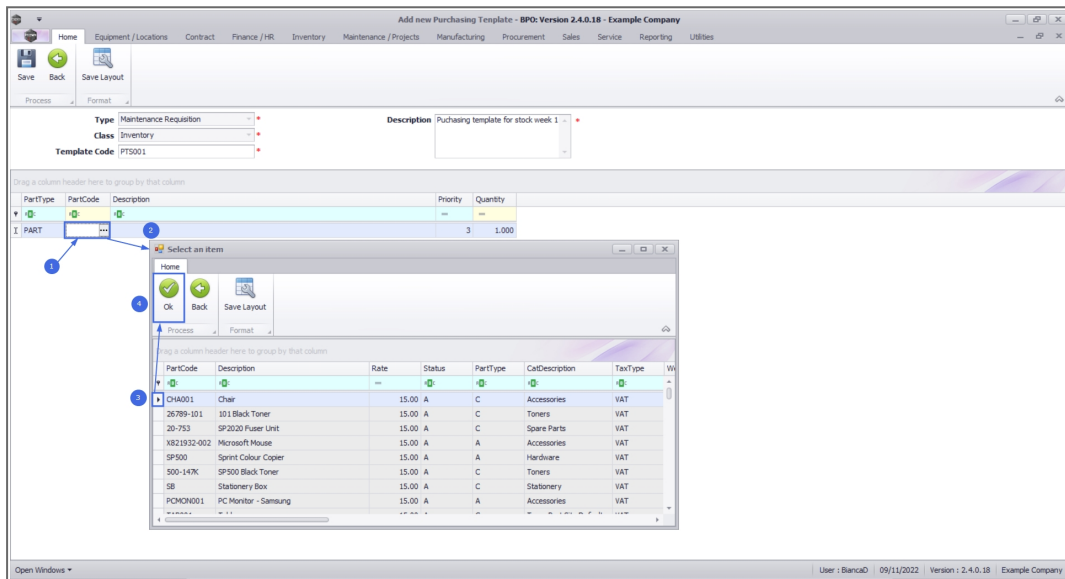 Add new Purchasing Template - BPO: Version 2.4.0.18 - Example Company
Home Equipment / Locations Contract Finance / HR Inventory Maintenance / Projects Manufacturing Procurement Sales Service Reporting Utilities
Save Back Save Layout
Process Format
Type Maintenance Requisition * Description Puchasing template for stock week 1 *
Class Inventory *
Template Code PTS001 *
Drag a column header here to group by that column
PartType PartCode Description Priority Quantity
PART 3 1.000
1
2
Select an item
Home
4
Ok Back Save Layout
Process Format
Drag a column header here to group by that column
PartCode Description Rate Status PartType CatDescription TaxType
3
CHA001 Chair 15.00 A C Accessories VAT
26789-101 101 Black Toner 15.00 A C Toners VAT
20-753 SP2020 Fuser Unit 15.00 A C Spare Parts VAT
X821932-002 Microsoft Mouse 15.00 A A Accessories VAT
SP500 Sprint Colour Copier 15.00 A A Hardware VAT
500-147K SP500 Black Toner 15.00 A C Toners VAT
SB Stationery Box 15.00 A C Stationery VAT
PCMON001 PC Monitor - Samsung 15.00 A A Accessories VAT
Open Windows User : BiancaD 09/11/2022 Version : 2.4.0.18 Example Company